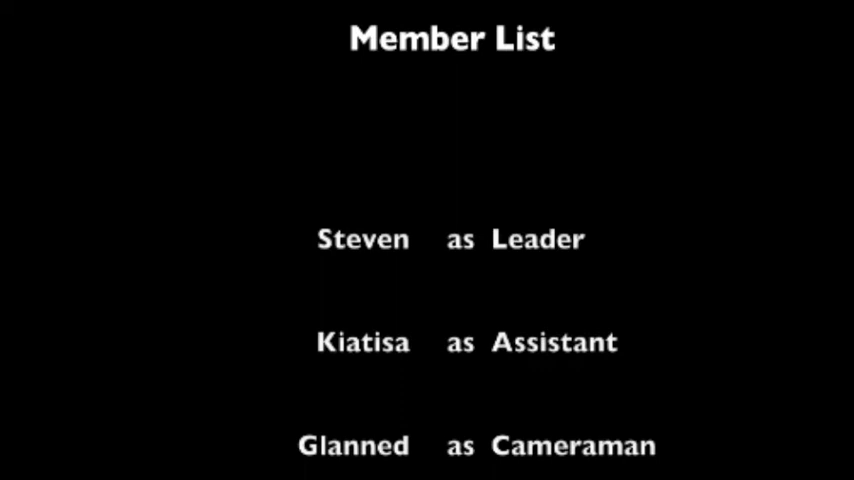 Member List
Steven as Leader
Kiatisa as Assistant
Glanned as Cameraman